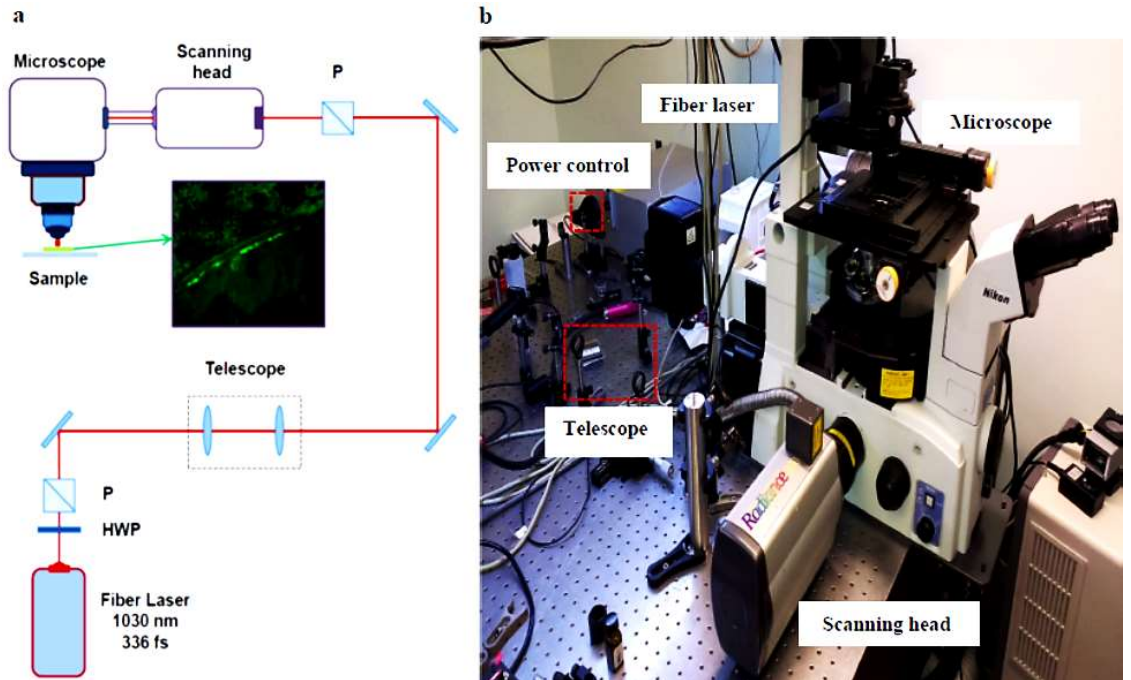 a
Microscope
Scanning
head
P
Sample
Telescope
P
HWP
Fiber Laser
1030 nm
336 fs
b
Fiber laser
Microscope
Power control
Nikon
Telescope
Radiance
Scanning head